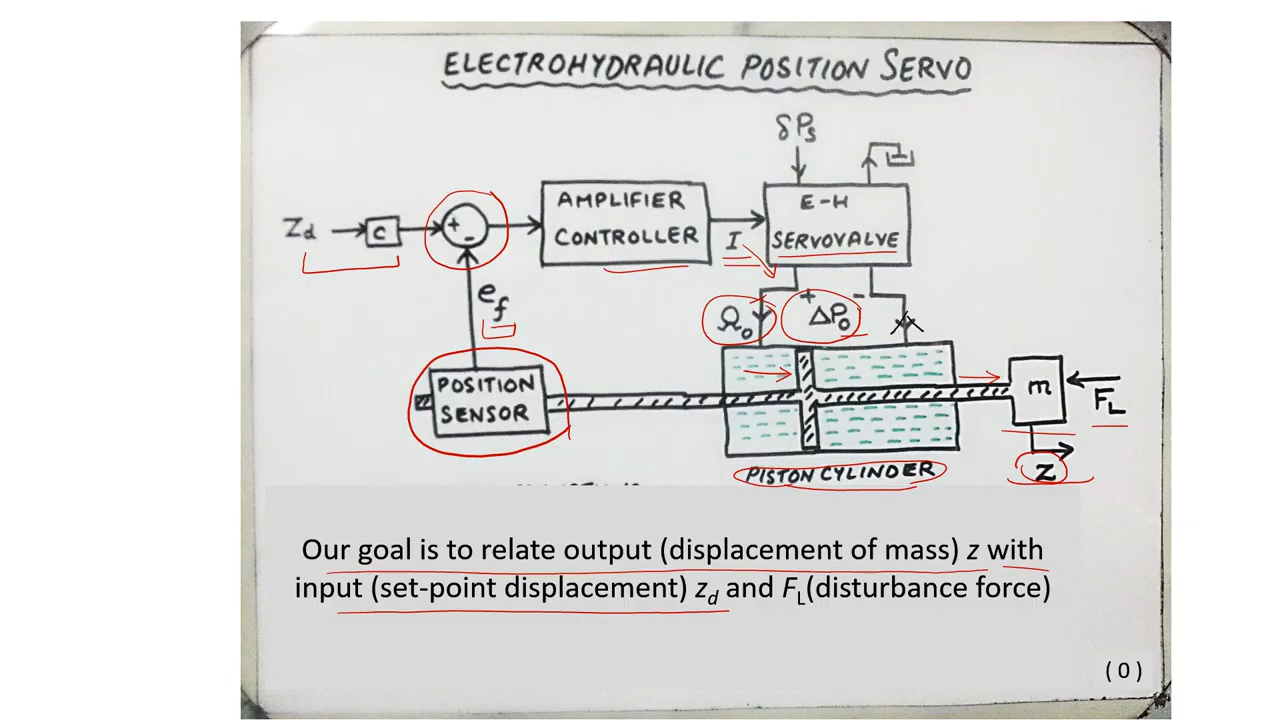 ELECTROHYDRAULIC POSITION SERVO
δPs
Zd
C
+
-
AMPLIFIER
CONTROLLER
I
E-H
SERVOVALVE
ef
Ωo
+
-
ΔPo
POSITION
SENSOR
m
FL
Z
PISTON CYLINDER
Our goal is to relate output (displacement of mass) z with
input (set-point displacement) zd and FL(disturbance force)
( 0 )